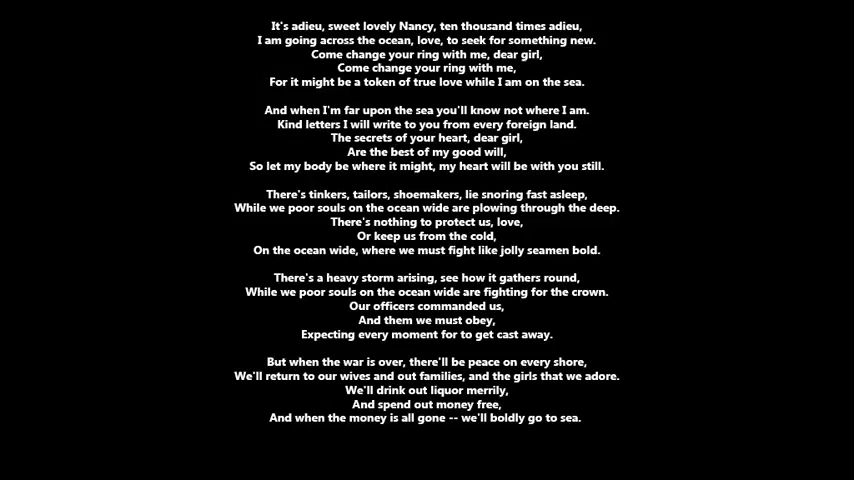 It's adieu, sweet lovely Nancy, ten thousand times adieu,
I am going across the ocean, love, to seek for something new.
Come change your ring with me, dear girl,
Come change your ring with me,
For it might be a token of true love while I am on the sea.
And when I'm far upon the sea you'll know not where I am.
Kind letters I will write to you from every foreign land.
The secrets of your heart, dear girl,
Are the best of my good will,
So let my body be where it might, my heart will be with you still.
There's tinkers, tailors, shoemakers, lie snoring fast asleep,
While we poor souls on the ocean wide are plowing through the deep.
There's nothing to protect us, love,
Or keep us from the cold,
On the ocean wide, where we must fight like jolly seamen bold.
There's a heavy storm arising, see how it gathers round,
While we poor souls on the ocean wide are fighting for the crown.
Our officers commanded us,
And them we must obey,
Expecting every moment for to get cast away.
But when the war is over, there'll be peace on every shore,
We'll return to our wives and out families, and the girls that we adore.
We'll drink out liquor merrily,
And spend out money free,
And when the money is all gone -- we'll boldly go to sea.